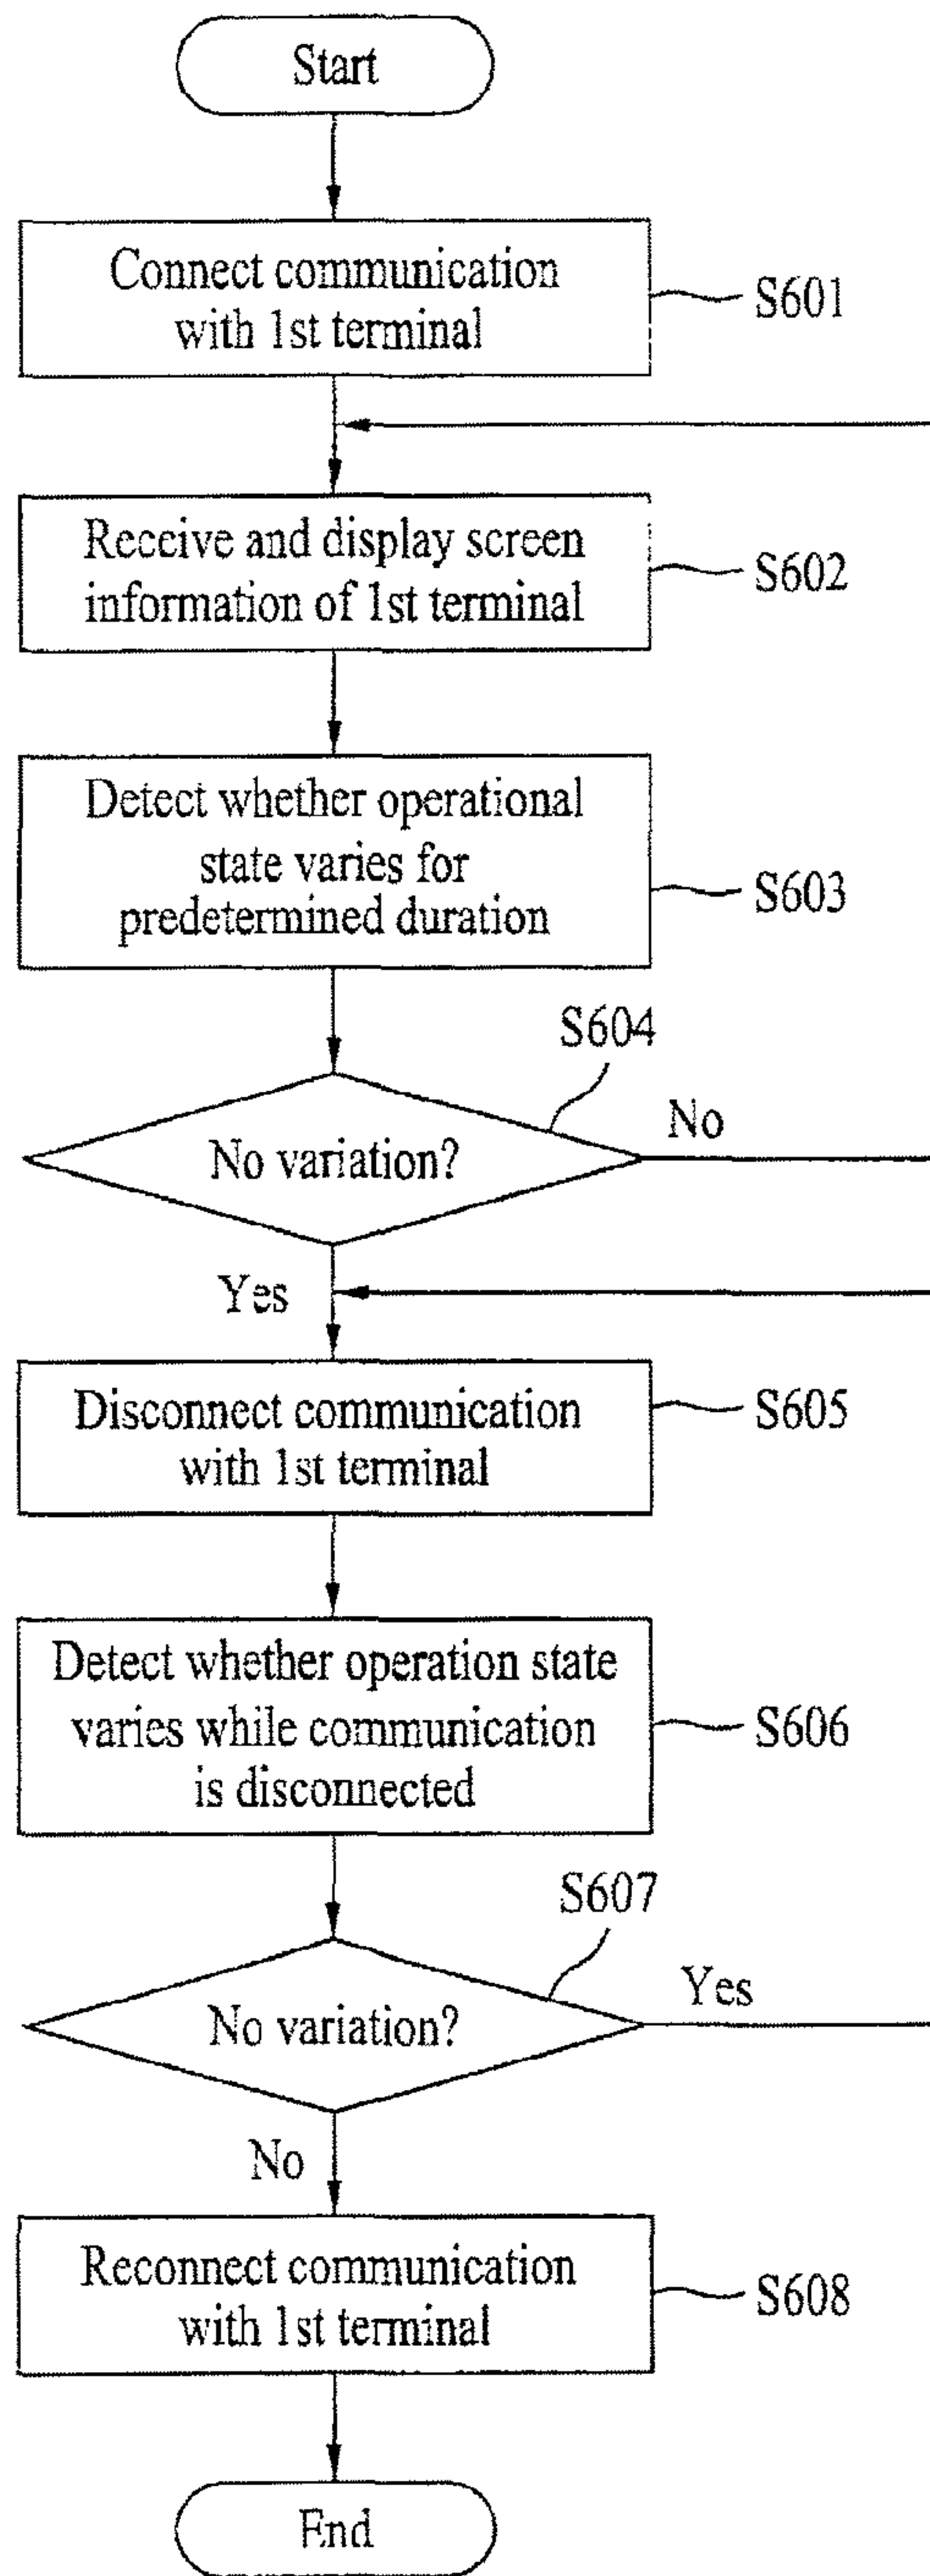 Start
Connect communication
with 1st terminal
S601
Receive and display screen
information of 1st terminal
S602
Detect whether operational
state varies for
predetermined duration
S603
S604
No variation?
No
Yes
Disconnect communication
with 1st terminal
S605
Detect whether operation state
varies while communication
is disconnected
S606
S607
No variation?
Yes
No
Reconnect communication
with 1st terminal
S608
End